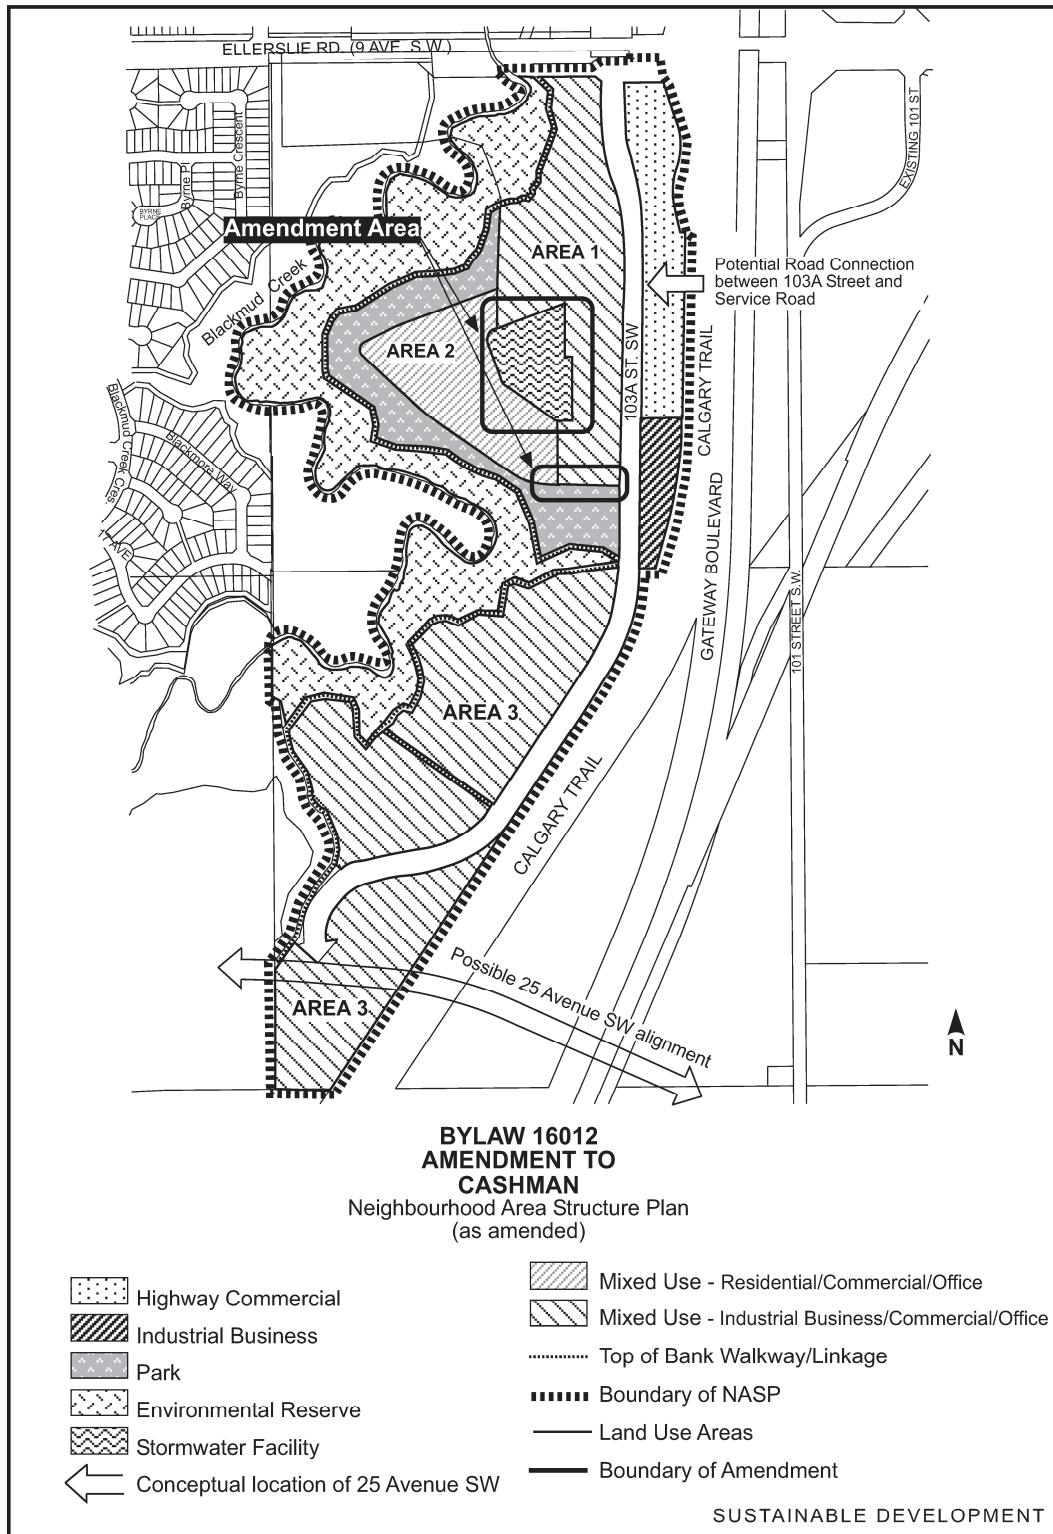 ELLERSLIE RD. (9 AVE. S.W.)
EXISTING 101 ST
Byrne Crescent
Byrne Pl
BYRNE
PLACE
Amendment Area
AREA 1
Potential Road Connection
between 103A Street and
Service Road
Blackmud Creek
AREA 2
103A ST. SW
CALGARY TRAIL
Blackmud Creek Cres
Blackmore Way
17 AVE
GATEWAY BOULEVARD
101 STREET S.W.
AREA 3
CALGARY TRAIL
Possible 25 Avenue SW alignment
AREA 3
N
BYLAW 16012
AMENDMENT TO
CASHMAN
Neighbourhood Area Structure Plan
(as amended)
Highway Commercial
Industrial Business
Park
Environmental Reserve
Stormwater Facility
Conceptual location of 25 Avenue SW
Mixed Use - Residential/Commercial/Office
Mixed Use - Industrial Business/Commercial/Office
Top of Bank Walkway/Linkage
Boundary of NASP
Land Use Areas
Boundary of Amendment
SUSTAINABLE DEVELOPMENT